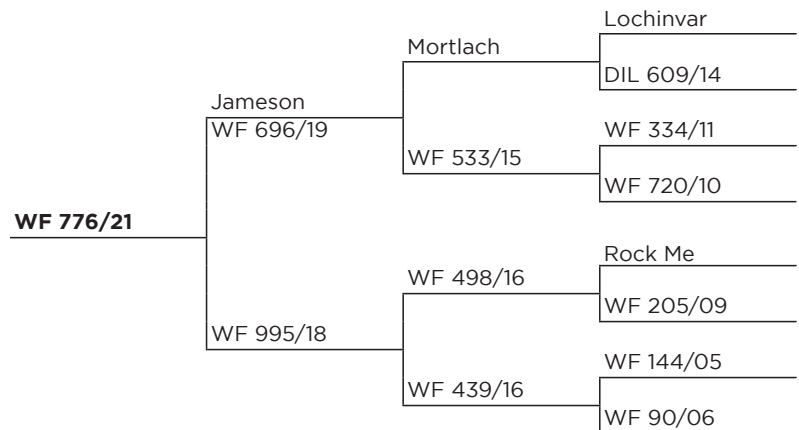 Lochinvar
Mortlach
DIL 609/14
Jameson
WF 696/19
WF 334/11
WF 533/15
WF 720/10
WF 776/21
Rock Me
WF 498/16
WF 205/09
WF 995/18
WF 144/05
WF 439/16
WF 90/06